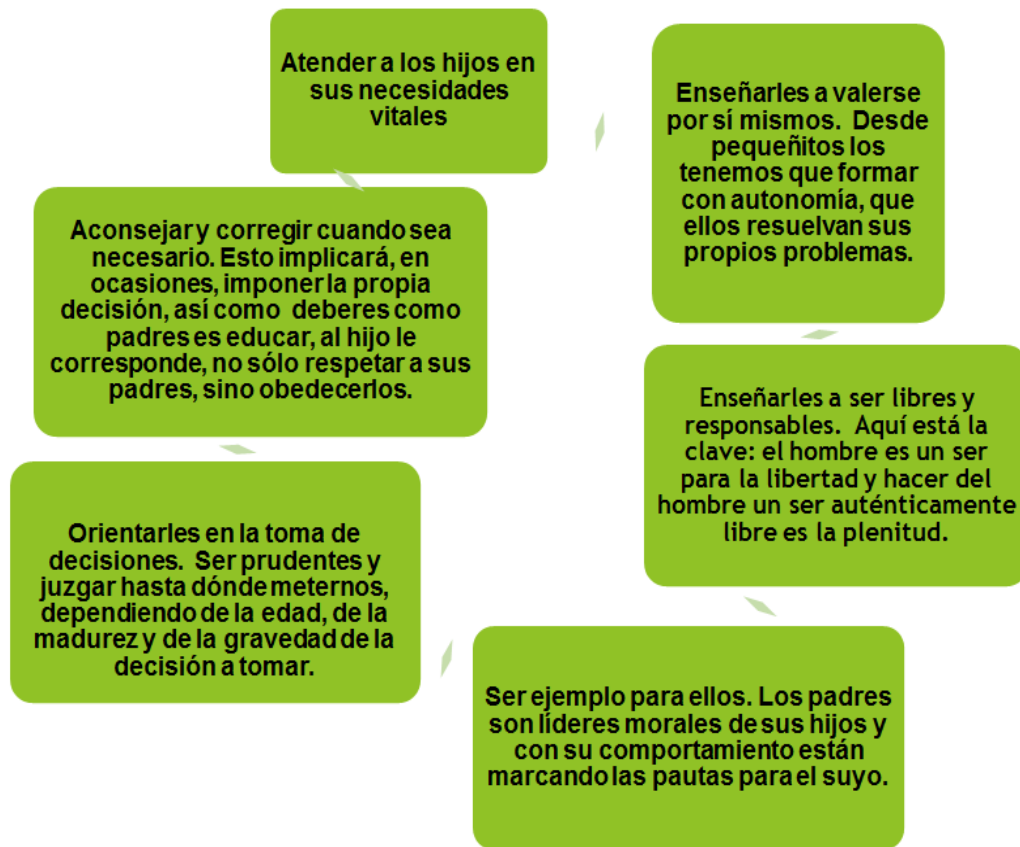 Atender a los hijos en
sus necesidades
vitales
Enseñarles a valerse
por sí mismos. Desde
pequeñitos los
tenemos que formar
con autonomía, que
ellos resuelvan sus
propios problemas.
Enseñarles a ser libres y
responsables. Aquí está la
clave: el hombre es un ser
para la libertad y hacer del
hombre un ser auténticamente
libre es la plenitud.
Ser ejemplo para ellos. Los padres
son líderes morales de sus hijos y
con su comportamiento están
marcando las pautas para el suyo.
Orientarles en la toma de
decisiones. Ser prudentes y
juzgar hasta dónde meternos,
dependiendo de la edad, de la
madurez y de la gravedad de la
decisión a tomar.
Aconsejar y corregir cuando sea
necesario. Esto implicará, en
ocasiones, imponer la propia
decisión, así como deberes como
padres es educar, al hijo le
corresponde, no sólo respetar a sus
padres, sino obedecerlos.